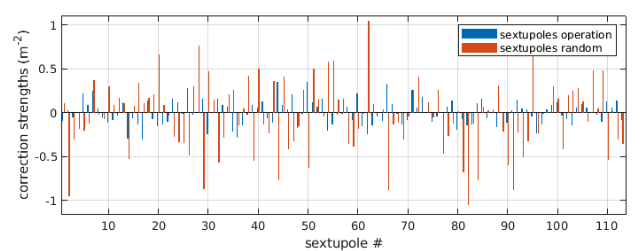 correction strengths (m⁻²)
1
0.5
0
-0.5
-1
sextupoles operation
sextupoles random
10 20 30 40 50 60 70 80 90 100 110
sextupole #